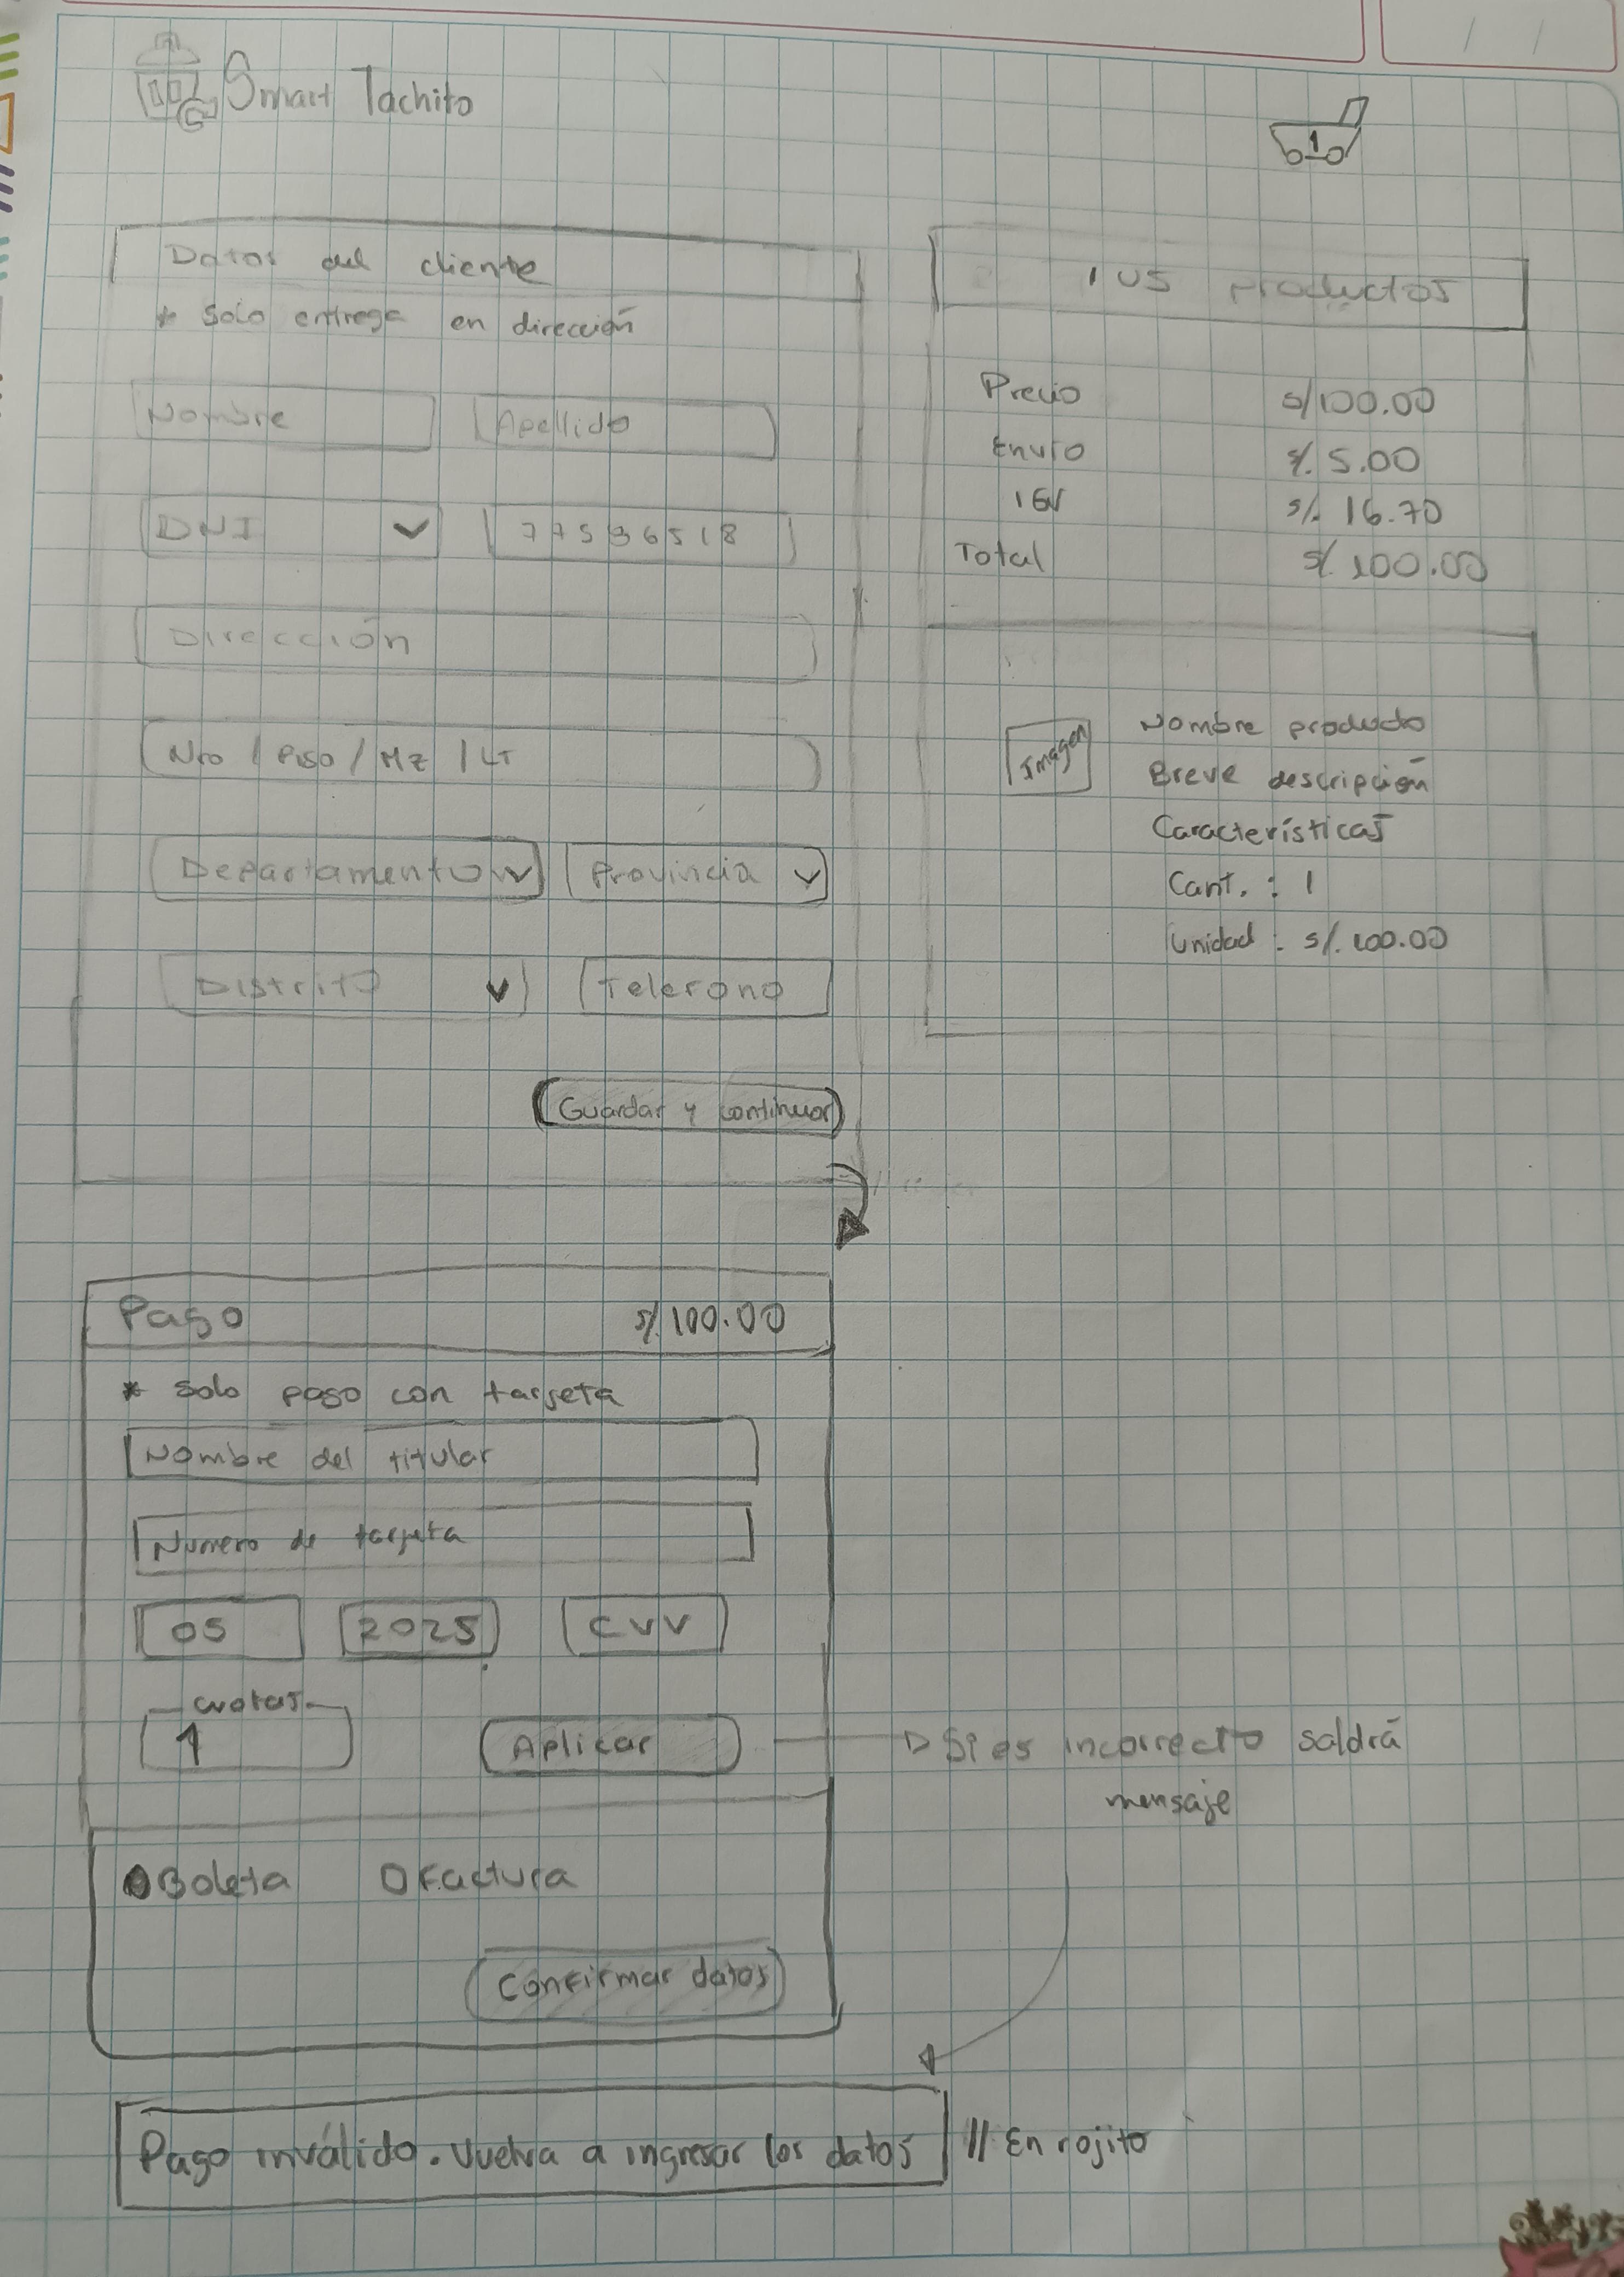 / /
Smart Tachito
1
Datos del cliente
* Solo entrega en dirección
Nombre Apellido
DNI 77596518
Dirección
Nro / Piso / Mz / LT
Departamento Provincia
Distrito Telefono
Guardar y continuar
Tus productos
Precio S/100.00
Envío S/. 5.00
IGV S/. 16.70
Total S/. 100.00
Imagen
Nombre producto
Breve descripción
Características
Cant. : 1
Unidad : S/. 100.00
Pago S/. 100.00
* Solo pago con tarjeta
Nombre del titular
Numero de tarjeta
05 2025 CVV
cuotas
1
Aplicar
Si es incorrecto saldrá
mensaje
Boleta Factura
Confirmar datos
Pago inválido. Vuelva a ingresar los datos // En rojito